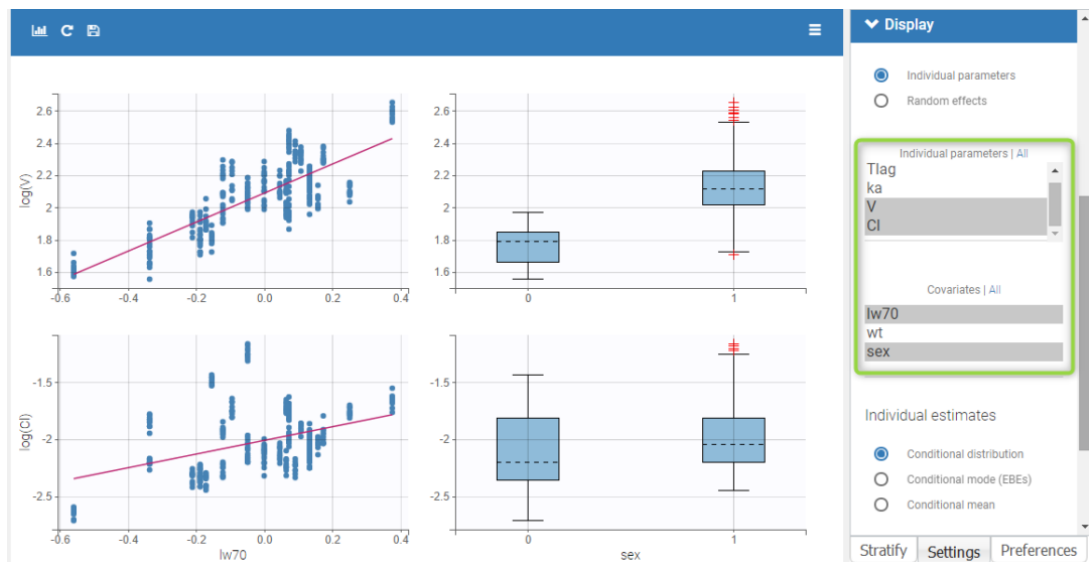 Display
Individual parameters
Random effects
Individual parameters | All
Tlag
ka
V
Cl
Covariates | All
lw70
wt
sex
Individual estimates
Conditional distribution
Conditional mode (EBEs)
Conditional mean
Stratify Settings Preferences
log(V)
2.6
2.4
2.2
2
1.8
1.6
-0.6 -0.4 -0.2 0.0 0.2 0.4
2.6
2.4
2.2
2
1.8
1.6
0 1
log(Cl)
-1.5
-2
-2.5
-0.6 -0.4 -0.2 0.0 0.2 0.4
lw70
-1.5
-2
-2.5
0 1
sex